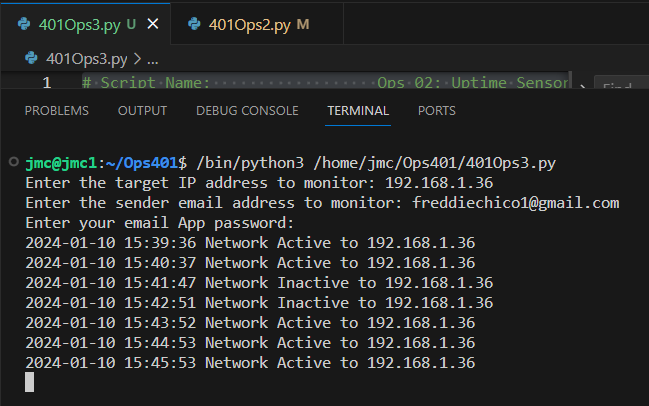 401Ops3.py U
401Ops2.py M
401Ops3.py > ...
1 # Script Name: Ops 02: Uptime Sensor
Find
PROBLEMS OUTPUT DEBUG CONSOLE TERMINAL PORTS
jmc@jmc1:~/Ops401$ /bin/python3 /home/jmc/Ops401/401Ops3.py
Enter the target IP address to monitor: 192.168.1.36
Enter the sender email address to monitor: freddiechico1@gmail.com
Enter your email App password:
2024-01-10 15:39:36 Network Active to 192.168.1.36
2024-01-10 15:40:37 Network Active to 192.168.1.36
2024-01-10 15:41:47 Network Inactive to 192.168.1.36
2024-01-10 15:42:51 Network Inactive to 192.168.1.36
2024-01-10 15:43:52 Network Active to 192.168.1.36
2024-01-10 15:44:53 Network Active to 192.168.1.36
2024-01-10 15:45:53 Network Active to 192.168.1.36